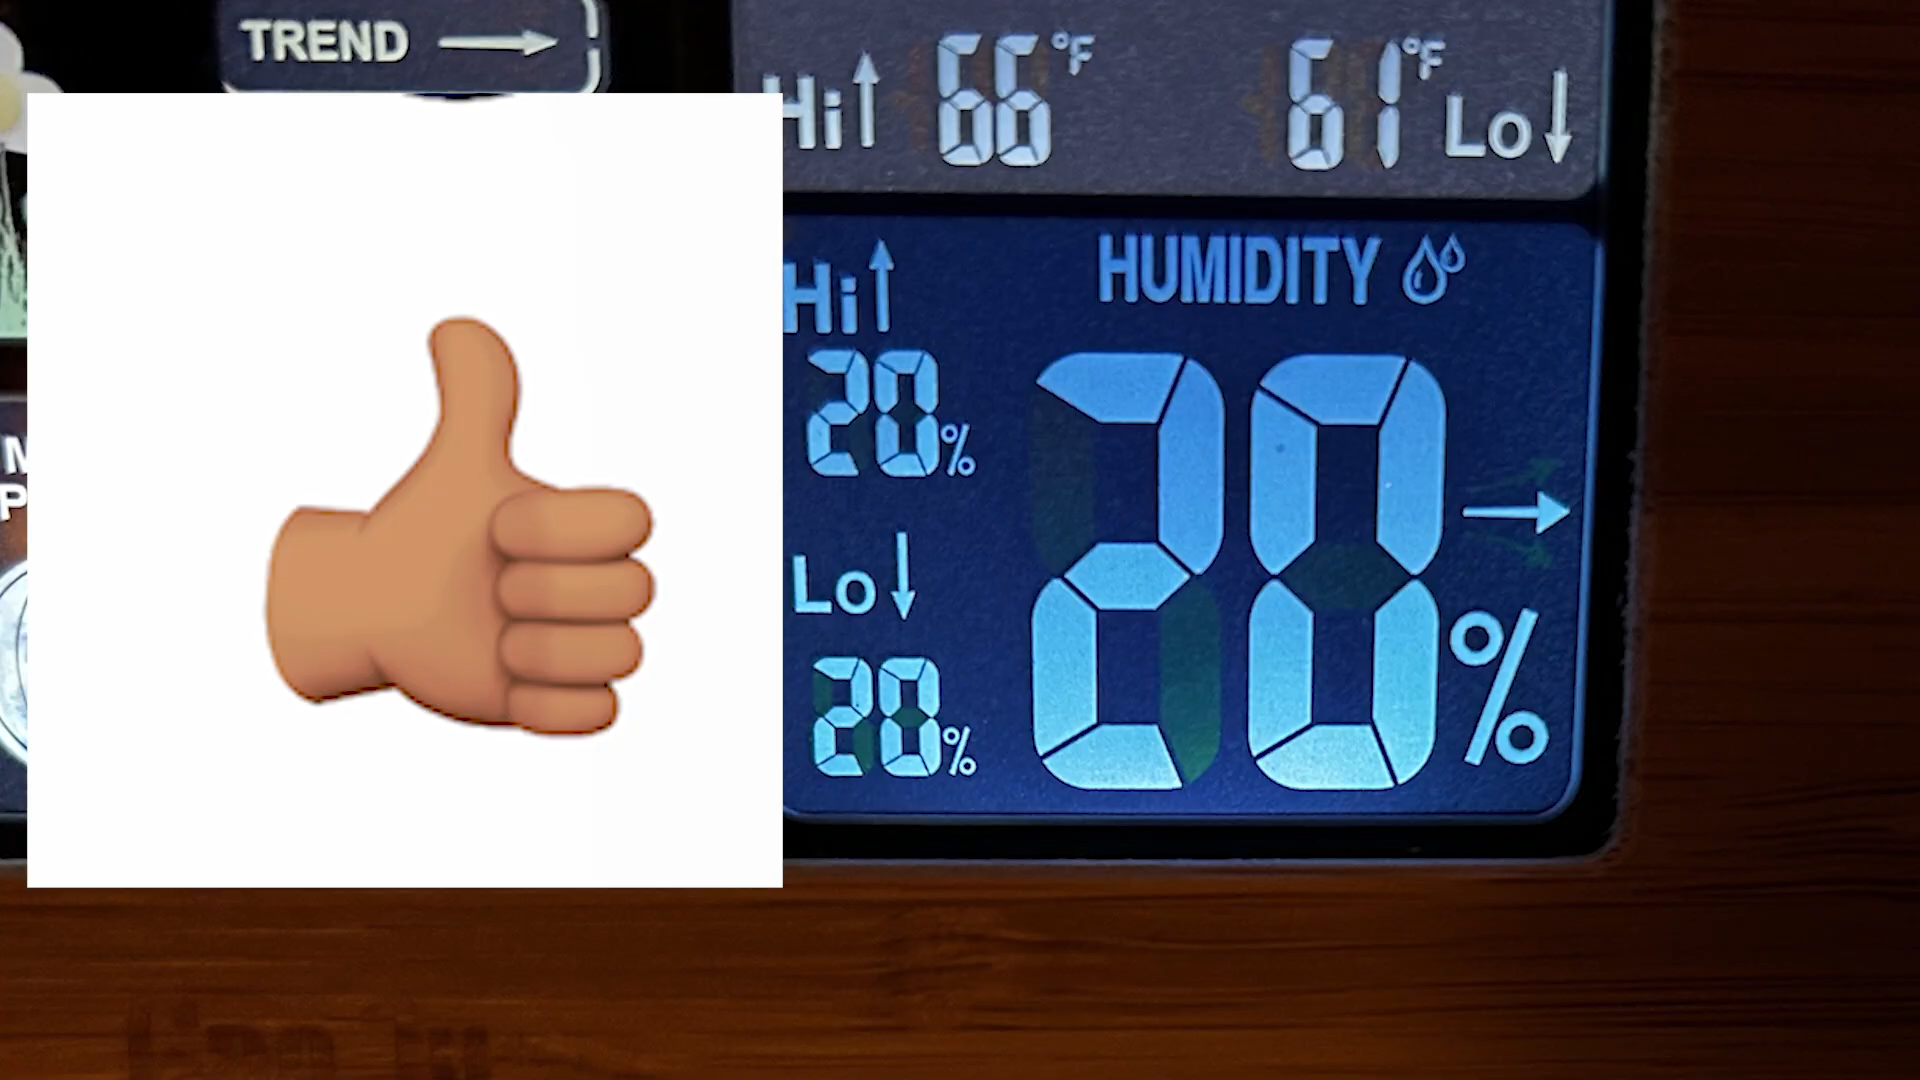 TREND →
Hi↑ 66°F 61°F Lo↓
HUMIDITY
Hi↑
20%
20%
→
Lo↓
20%